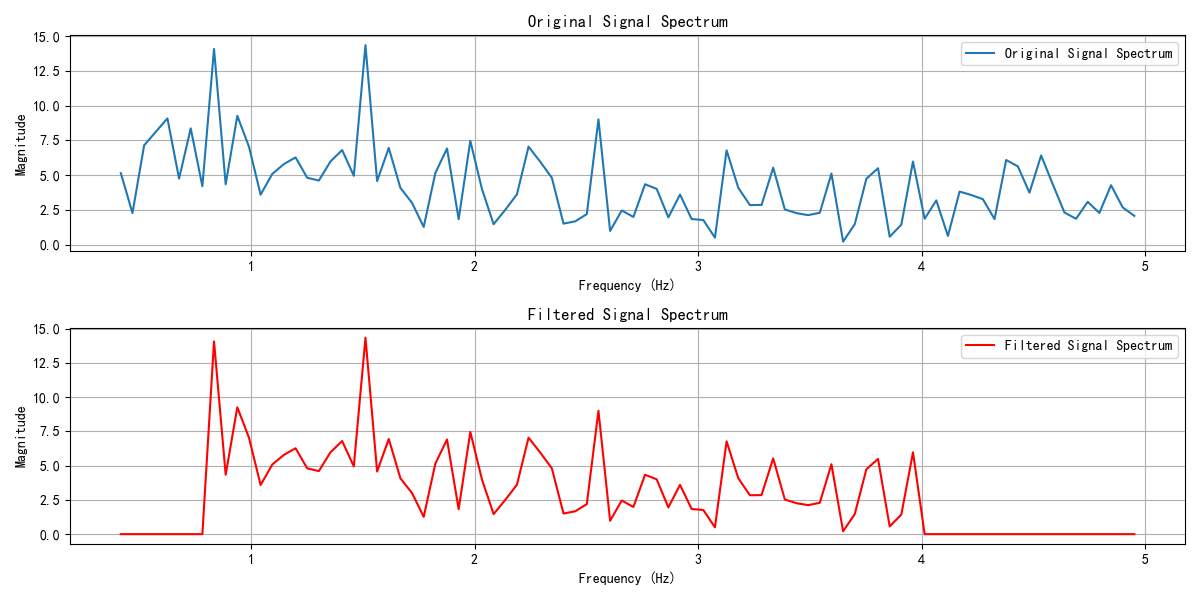 Original Signal Spectrum
15.0
12.5
10.0
7.5
5.0
2.5
0.0
Magnitude
Original Signal Spectrum
1 2 3 4 5
Frequency (Hz)
Filtered Signal Spectrum
15.0
12.5
10.0
7.5
5.0
2.5
0.0
Magnitude
Filtered Signal Spectrum
1 2 3 4 5
Frequency (Hz)